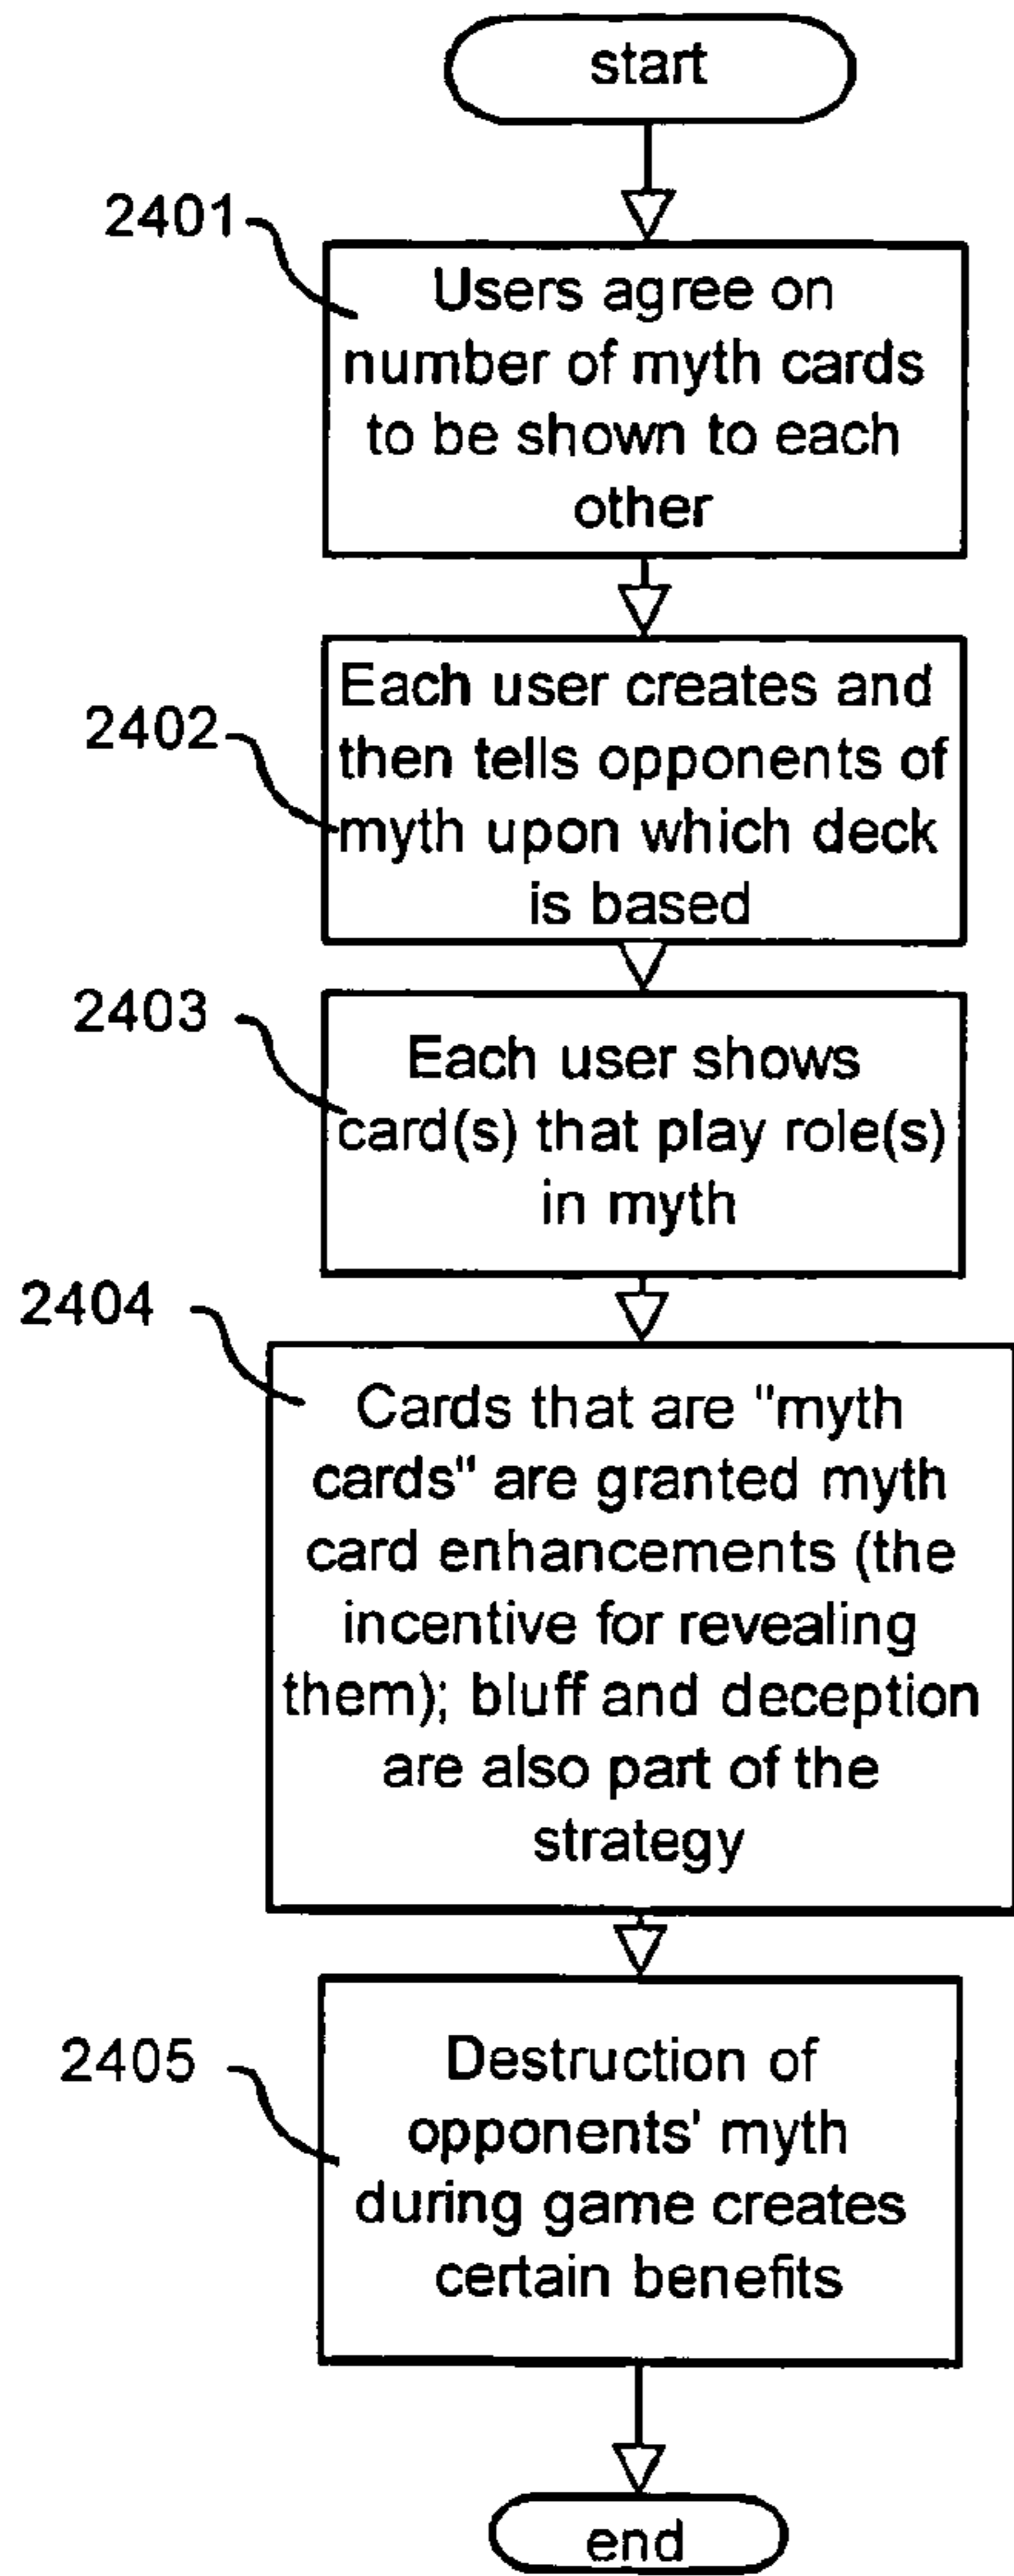 start
2401
Users agree on
number of myth cards
to be shown to each
other
2402
Each user creates and
then tells opponents of
myth upon which deck
is based
2403
Each user shows
card(s) that play role(s)
in myth
2404
Cards that are "myth
cards" are granted myth
card enhancements (the
incentive for revealing
them); bluff and deception
are also part of the
strategy
2405
Destruction of
opponents' myth
during game creates
certain benefits
end